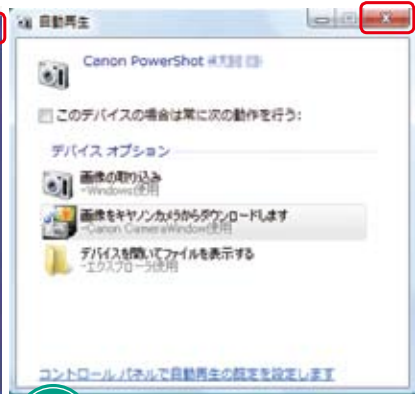 自動再生
Canon PowerShot
このデバイスの場合は常に次の動作を行う:
デバイス オプション
画像の取り込み
-Windows使用
画像をキヤノンカメラからダウンロードします
-Canon CameraWindow使用
デバイスを開いてファイルを表示する
-エクスプローラ使用
コントロール パネルで自動再生の既定を設定します